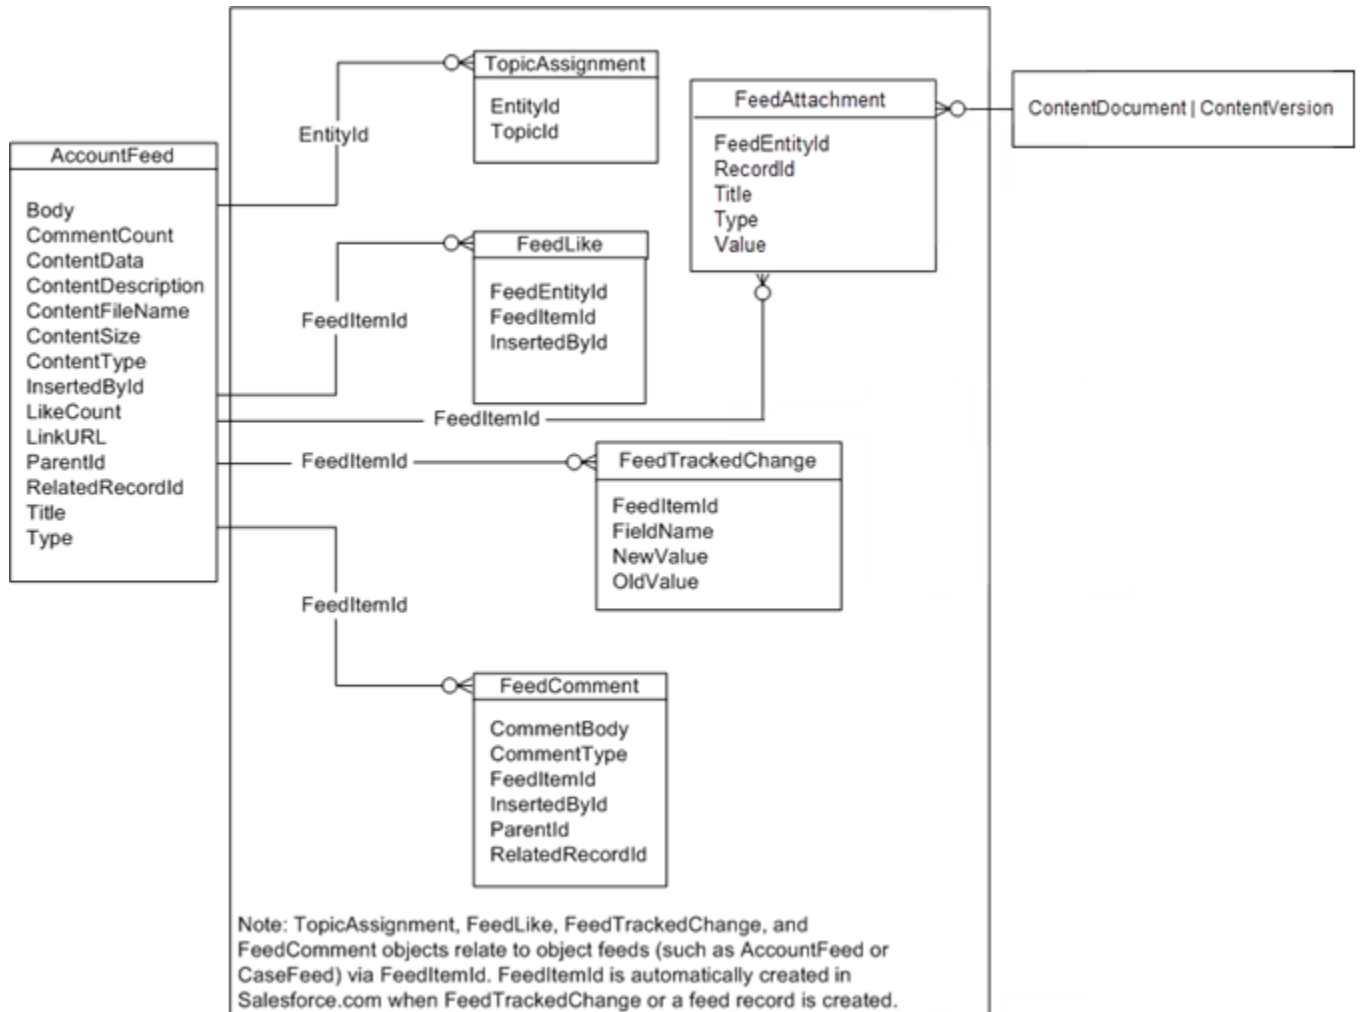 AccountFeed
Body
CommentCount
ContentData
ContentDescription
ContentFileName
ContentSize
ContentType
InsertedById
LikeCount
LinkURL
ParentId
RelatedRecordId
Title
Type
EntityId
TopicAssignment
EntityId
TopicId
FeedItemId
FeedLike
FeedEntityId
FeedItemId
InsertedById
FeedItemId
FeedAttachment
FeedEntityId
RecordId
Title
Type
Value
ContentDocument | ContentVersion
FeedItemId
FeedTrackedChange
FeedItemId
FieldName
NewValue
OldValue
FeedItemId
FeedComment
CommentBody
CommentType
FeedItemId
InsertedById
ParentId
RelatedRecordId
Note: TopicAssignment, FeedLike, FeedTrackedChange, and
FeedComment objects relate to object feeds (such as AccountFeed or
CaseFeed) via FeedItemId. FeedItemId is automatically created in
Salesforce.com when FeedTrackedChange or a feed record is created.